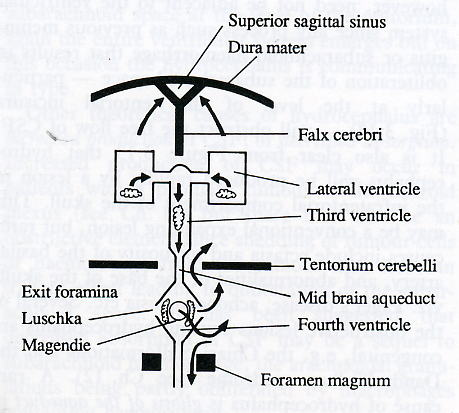 Superior sagittal sinus
Dura mater
Falx cerebri
Lateral ventricle
Third ventricle
Tentorium cerebelli
Exit foramina
Mid brain aqueduct
Luschka
Fourth ventricle
Magendie
Foramen magnum